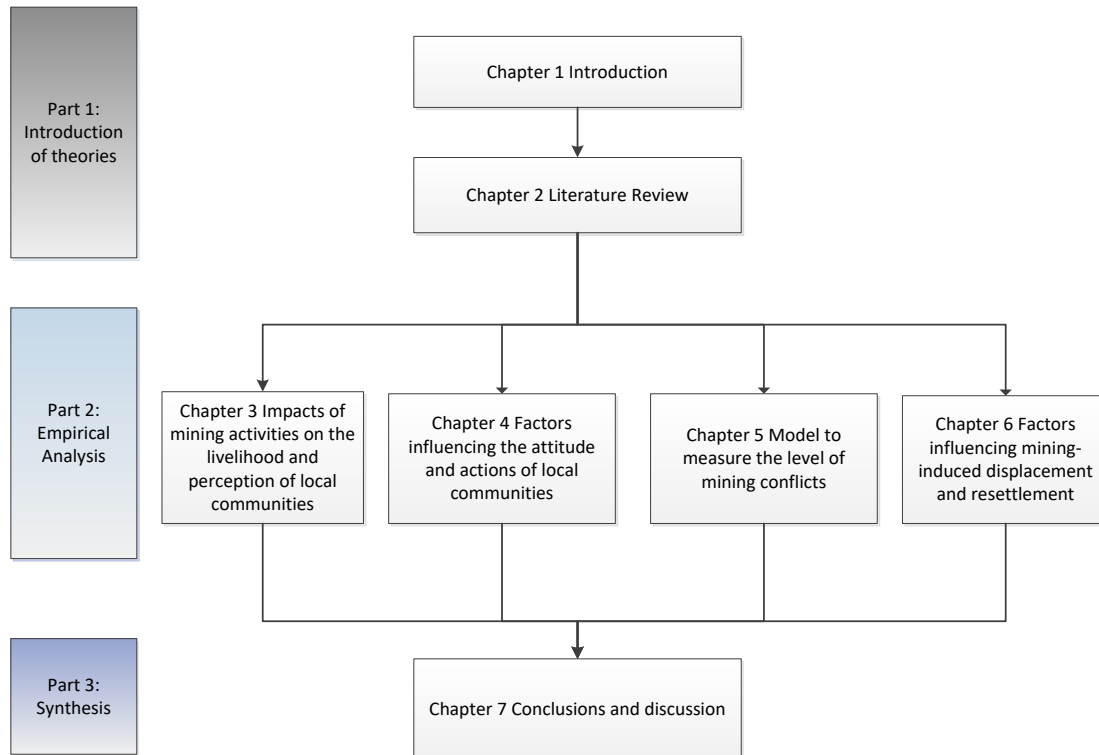 Part 1:
Introduction
of theories
Chapter 1 Introduction
Chapter 2 Literature Review
Part 2:
Empirical
Analysis
Chapter 3 Impacts of
mining activities on the
livelihood and
perception of local
communities
Chapter 4 Factors
influencing the attitude
and actions of local
communities
Chapter 5 Model to
measure the level of
mining conflicts
Chapter 6 Factors
influencing mining-
induced displacement
and resettlement
Part 3:
Synthesis
Chapter 7 Conclusions and discussion